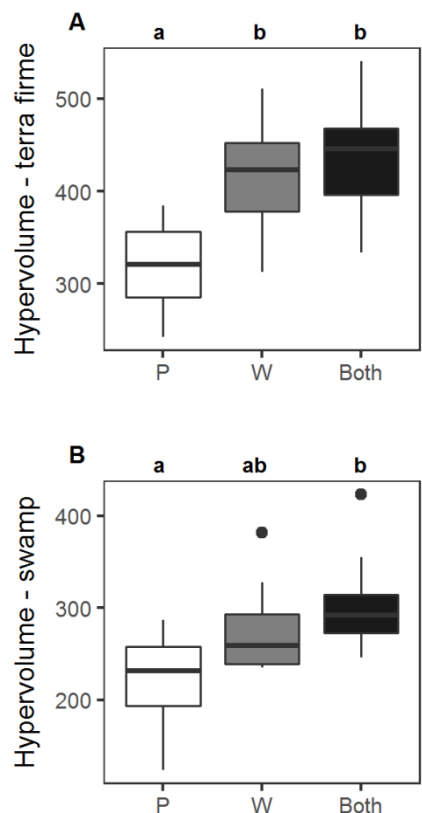 A
a b b
Hypervolume - terra firme
500
400
300
P W Both
B
a ab b
Hypervolume - swamp
400
300
200
P W Both